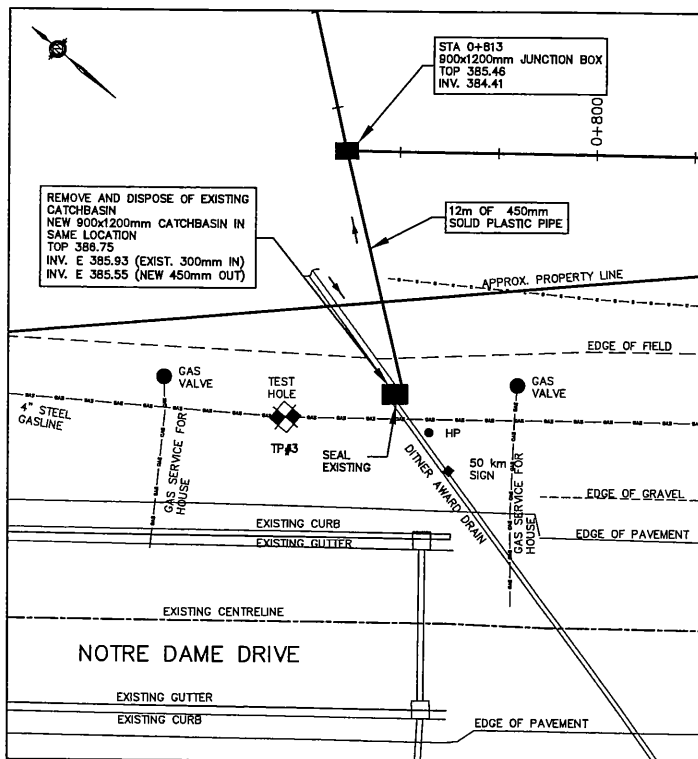 STA 0+813
900x1200mm JUNCTION BOX
TOP 385.46
INV. 384.41
0+800
REMOVE AND DISPOSE OF EXISTING
CATCHBASIN
NEW 900x1200mm CATCHBASIN IN
SAME LOCATION
TOP 386.75
INV. E 385.93 (EXIST. 300mm IN)
INV. E 385.55 (NEW 450mm OUT)
12m OF 450mm
SOLID PLASTIC PIPE
APPROX. PROPERTY LINE
EDGE OF FIELD
GAS
VALVE
TEST
HOLE
GAS
VALVE
4" STEEL
GASLINE
TP#3
SEAL
EXISTING
HP
50 km
SIGN
GAS SERVICE FOR
HOUSE
DITNER AWARD DRAIN
GAS SERVICE FOR
HOUSE
EDGE OF GRAVEL
EXISTING CURB
EXISTING GUTTER
EDGE OF PAVEMENT
EXISTING CENTRELINE
NOTRE DAME DRIVE
EXISTING GUTTER
EXISTING CURB
EDGE OF PAVEMENT